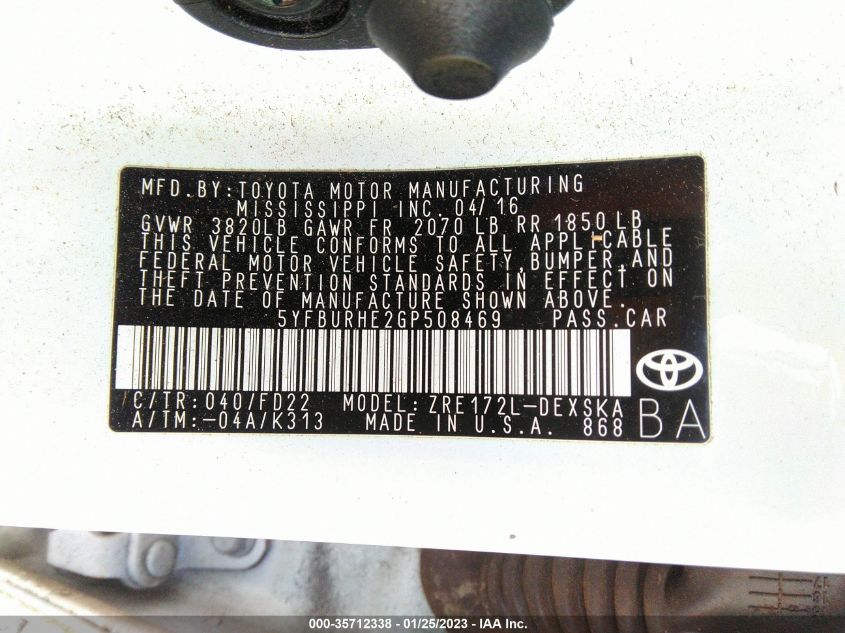 MFD.BY:TOYOTA MOTOR MANUFACTURING
MISSISSIPPI INC. 04/16
GVWR 3820LB GAWR FR 2070 LB RR 1850 LB
THIS VEHICLE CONFORMS TO ALL APPLICABLE
FEDERAL MOTOR VEHICLE SAFETY,BUMPER,AND
THEFT PREVENTION STANDARDS IN EFFECT ON
THE DATE OF MANUFACTURE SHOWN ABOVE.
5YFBURHE2GP508469 PASS.CAR
C/TR: 040/FD22 MODEL: ZRE172L-DEXSKA
A/TM:-04A/K313 MADE IN U.S.A. 868
BA
000-35712338 - 01/25/2023 - IAA Inc.